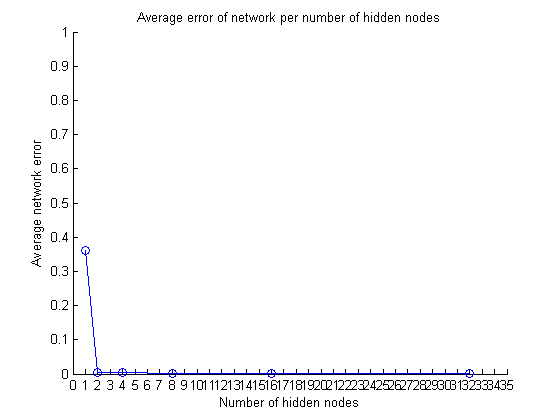 Average error of network per number of hidden nodes
1
0.9
0.8
0.7
0.6
0.5
0.4
0.3
0.2
0.1
0
Average network error
0 1 2 3 4 5 6 7 8 9 10 11 12 13 14 15 16 17 18 19 20 21 22 23 24 25 26 27 28 29 30 31 32 33 34 35
Number of hidden nodes